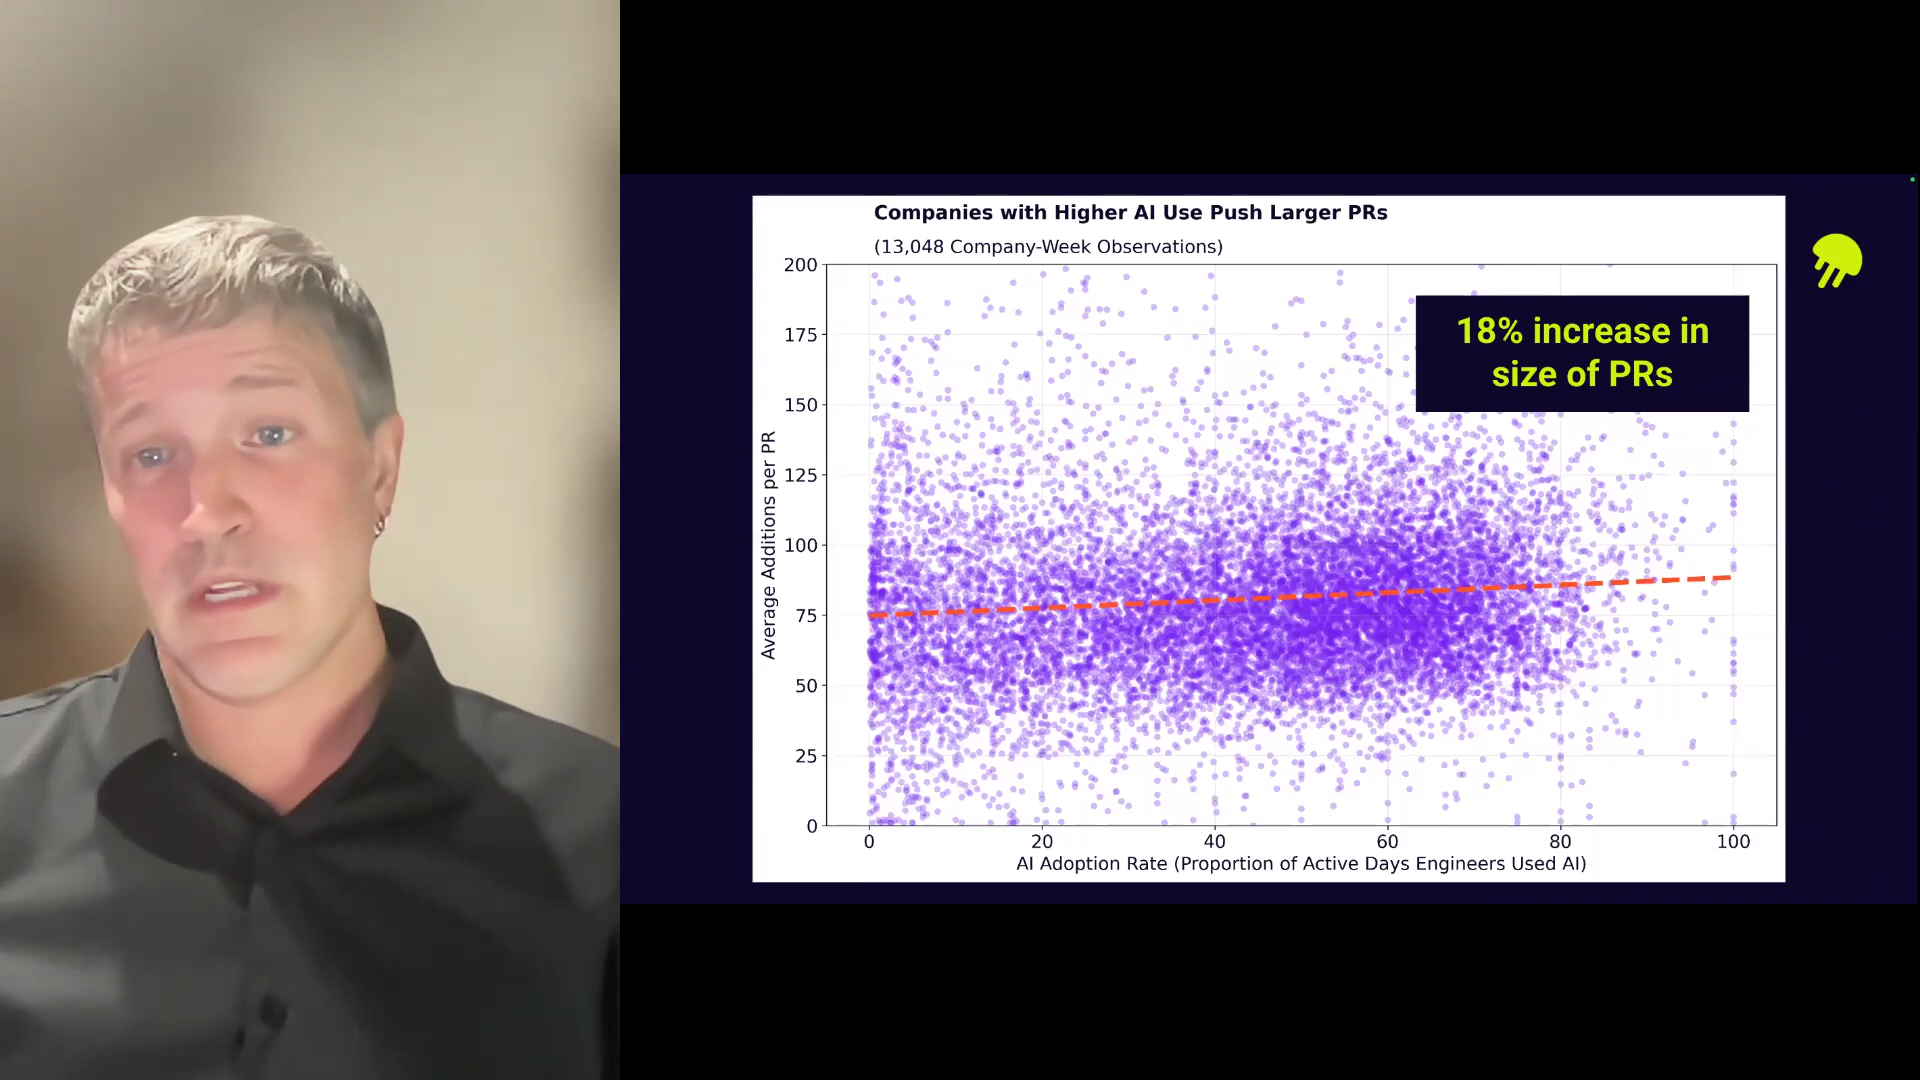 Companies with Higher AI Use Push Larger PRs
(13,048 Company-Week Observations)
18% increase in
size of PRs
Average Additions per PR
200
175
150
125
100
75
50
25
0
0 20 40 60 80 100
AI Adoption Rate (Proportion of Active Days Engineers Used AI)